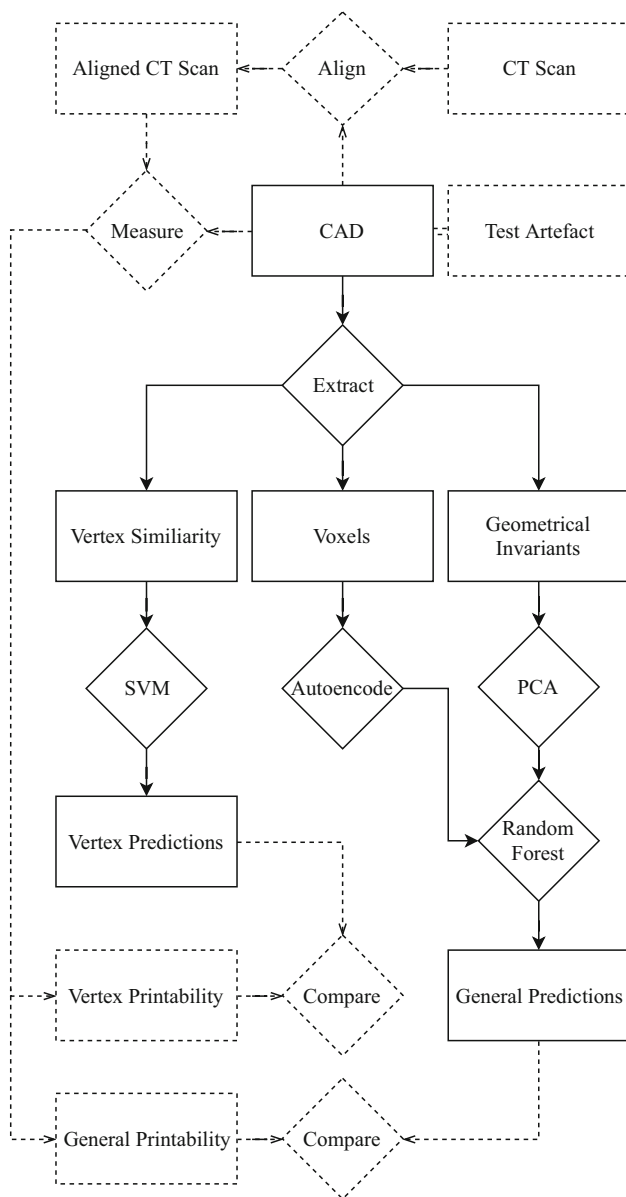 Aligned CT Scan
Align
CT Scan
Measure
CAD
Test Artefact
Extract
Vertex Similiarity
Voxels
Geometrical
Invariants
SVM
Autoencode
PCA
Vertex Predictions
Random
Forest
Vertex Printability
Compare
General Predictions
General Printability
Compare